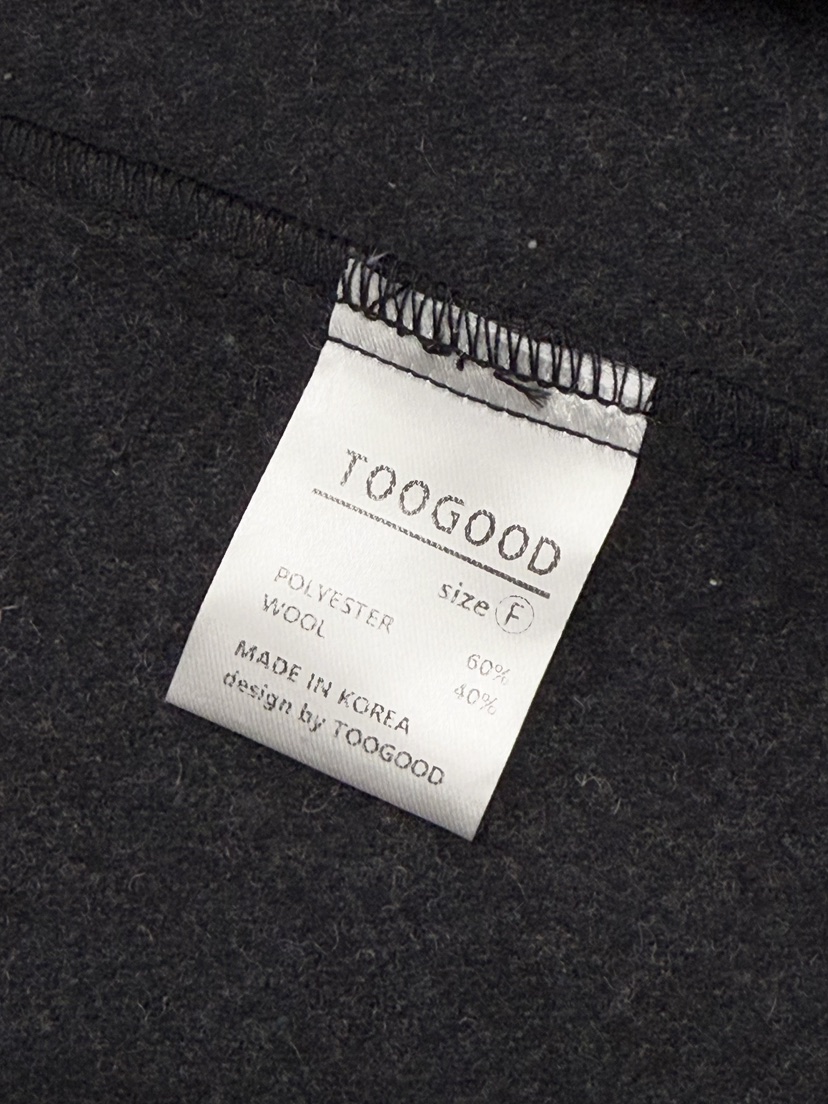 TOOGOOD
size F
POLYESTER 60%
WOOL 40%
MADE IN KOREA
design by TOOGOOD